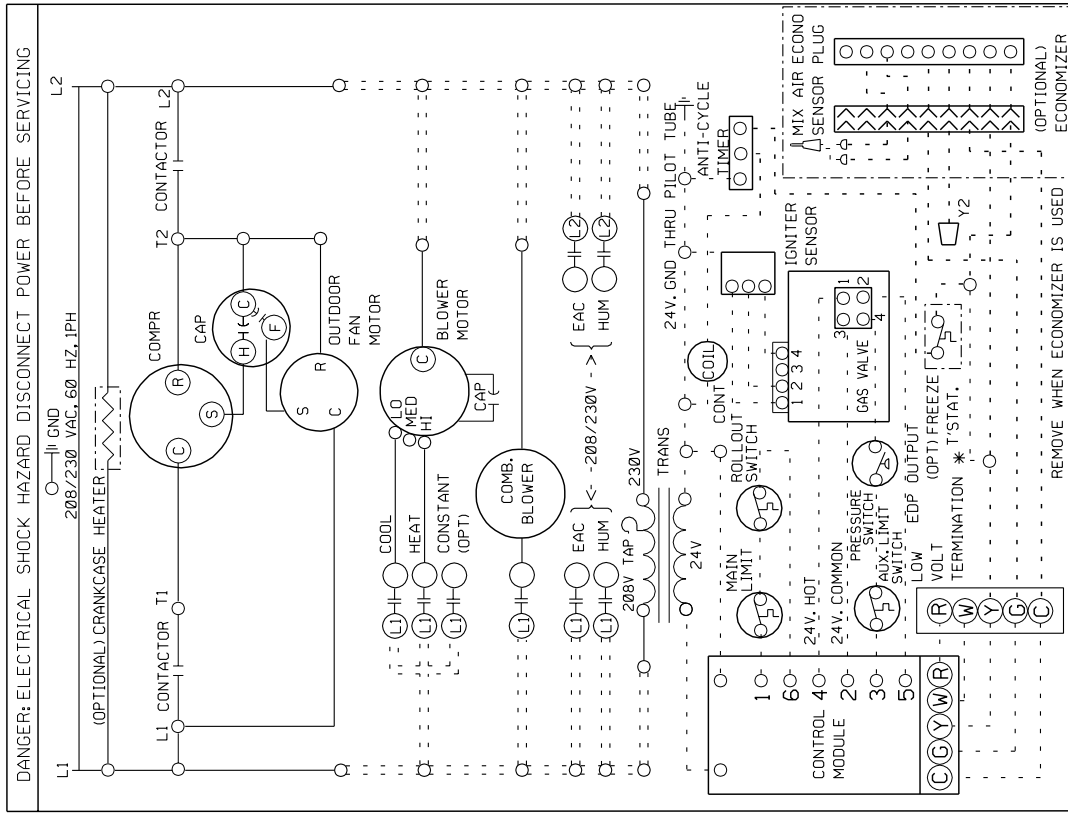 DANGER: ELECTRICAL SHOCK HAZARD DISCONNECT POWER BEFORE SERVICING
GND
208/230 VAC, 60 HZ, 1PH
L1
L2
(OPTIONAL) CRANKCASE HEATER
L1
CONTACTOR
T1
COMPR
C
S
R
T2
CONTACTOR
L2
CAP
H
C
F
OUTDOOR
FAN
MOTOR
S
C
R
COOL
L1
HEAT
L1
CONSTANT
(OPT)
L1
LO
MED
HI
BLOWER
MOTOR
C
CAP
L1
COMB.
BLOWER
L1
EAC
L1
HUM
<- 208/230V ->
EAC
L2
HUM
L2
208V TAP
230V
TRANS
24V
24V. GND THRU PILOT TUBE
CONT
COIL
ANTI-CYCLE
TIMER
MAIN
LIMIT
ROLLOUT
SWITCH
IGNITER
SENSOR
1 2 3 4
GAS VALVE
3
1
4
2
24V. HOT
24V. COMMON
PRESSURE
SWITCH
AUX. LIMIT
SWITCH
EDP OUTPUT
CONTROL
MODULE
1
6
4
2
3
5
C G Y W R
LOW
VOLT
TERMINATION
R
W
Y
G
C
(OPT) FREEZE
* T'STAT.
Y2
MIX AIR ECONO
SENSOR PLUG
(OPTIONAL)
ECONOMIZER
REMOVE WHEN ECONOMIZER IS USED